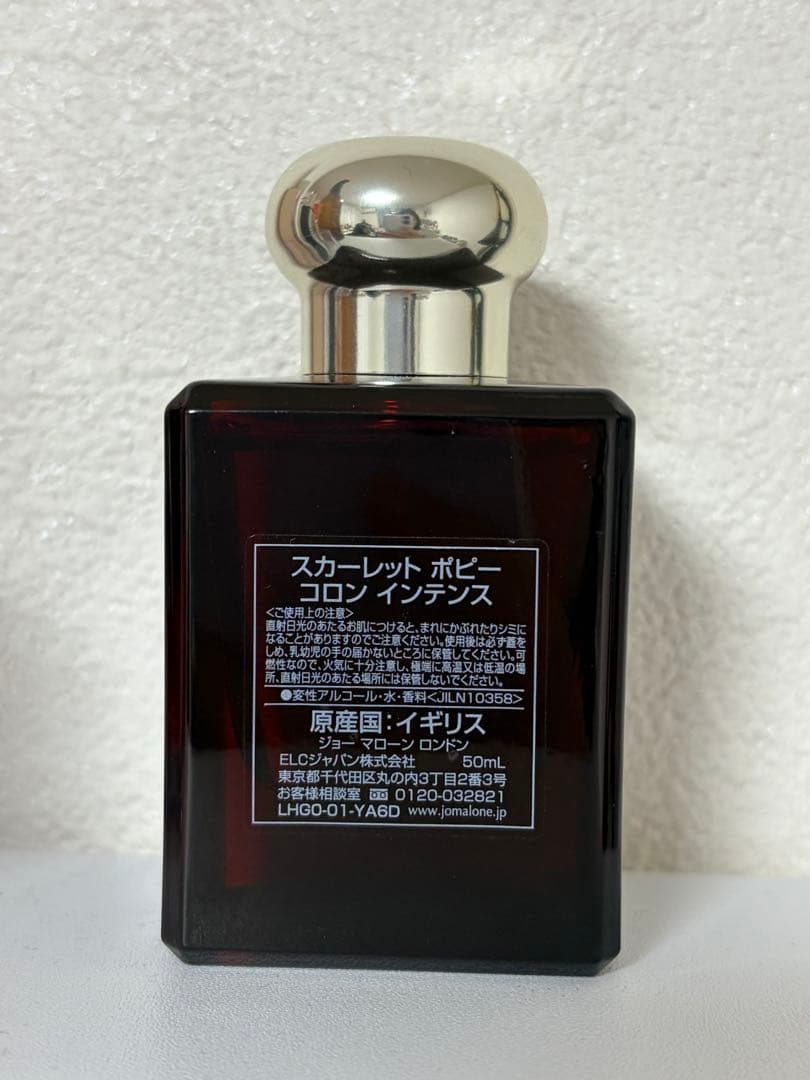 スカーレット ポピー
コロン インテンス
<ご使用上の注意>
直射日光のあたるお肌につけると、まれにかぶれたりシミに
なることがありますのでご注意ください。使用後は必ず蓋を
しめ、乳幼児の手の届かないところに保管してください。可
燃性なので、火気に十分注意し、極端に高温又は低温の場
所、直射日光のあたる場所には保管しないでください。
●変性アルコール・水・香料<JILN10358>
原産国:イギリス
ジョー マローン ロンドン
ELCジャパン株式会社 50mL
東京都千代田区丸の内3丁目2番3号
お客様相談室 0120-032821
LHG0-01-YA6D www.jomalone.jp